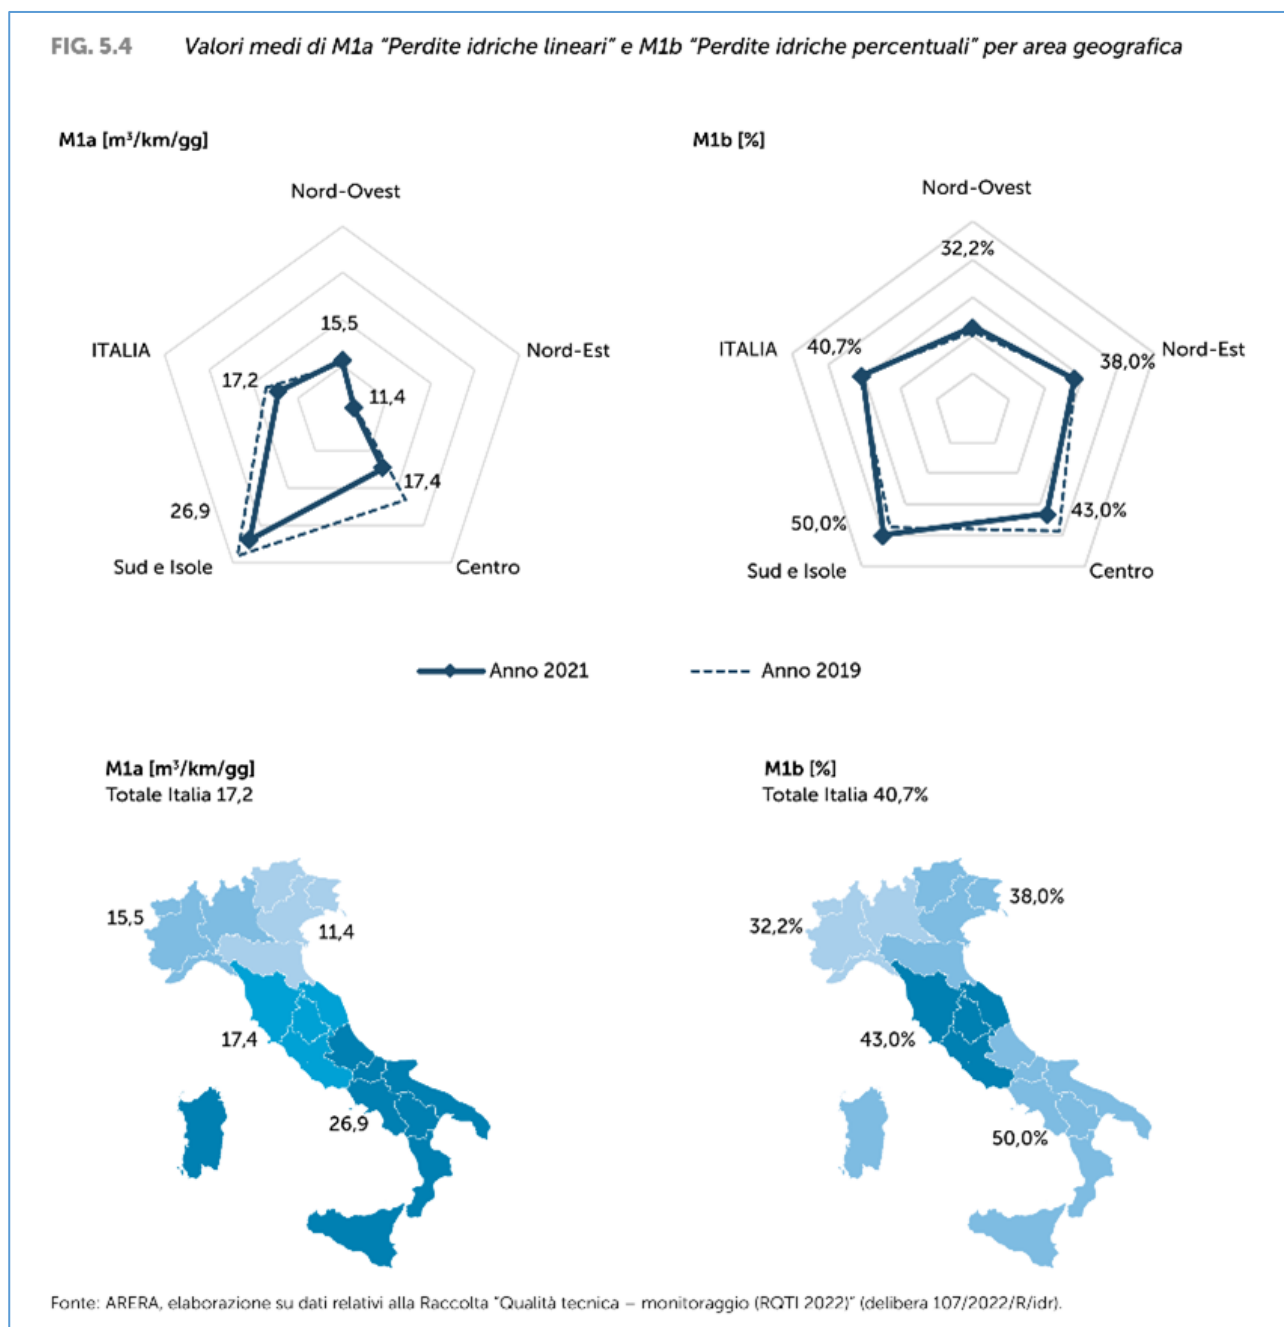 FIG. 5.4 Valori medi di M1a “Perdite idriche lineari” e M1b “Perdite idriche percentuali” per area geografica
M1a [m³/km/gg]
Nord-Ovest
15,5
ITALIA
17,2
Nord-Est
11,4
17,4
26,9
Sud e Isole
Centro
M1b [%]
Nord-Ovest
32,2%
ITALIA
40,7%
Nord-Est
38,0%
50,0%
43,0%
Sud e Isole
Centro
Anno 2021
Anno 2019
M1a [m³/km/gg]
Totale Italia 17,2
15,5
11,4
17,4
26,9
M1b [%]
Totale Italia 40,7%
38,0%
32,2%
43,0%
50,0%
Fonte: ARERA, elaborazione su dati relativi alla Raccolta “Qualità tecnica – monitoraggio (RQTI 2022)” (delibera 107/2022/R/idr).